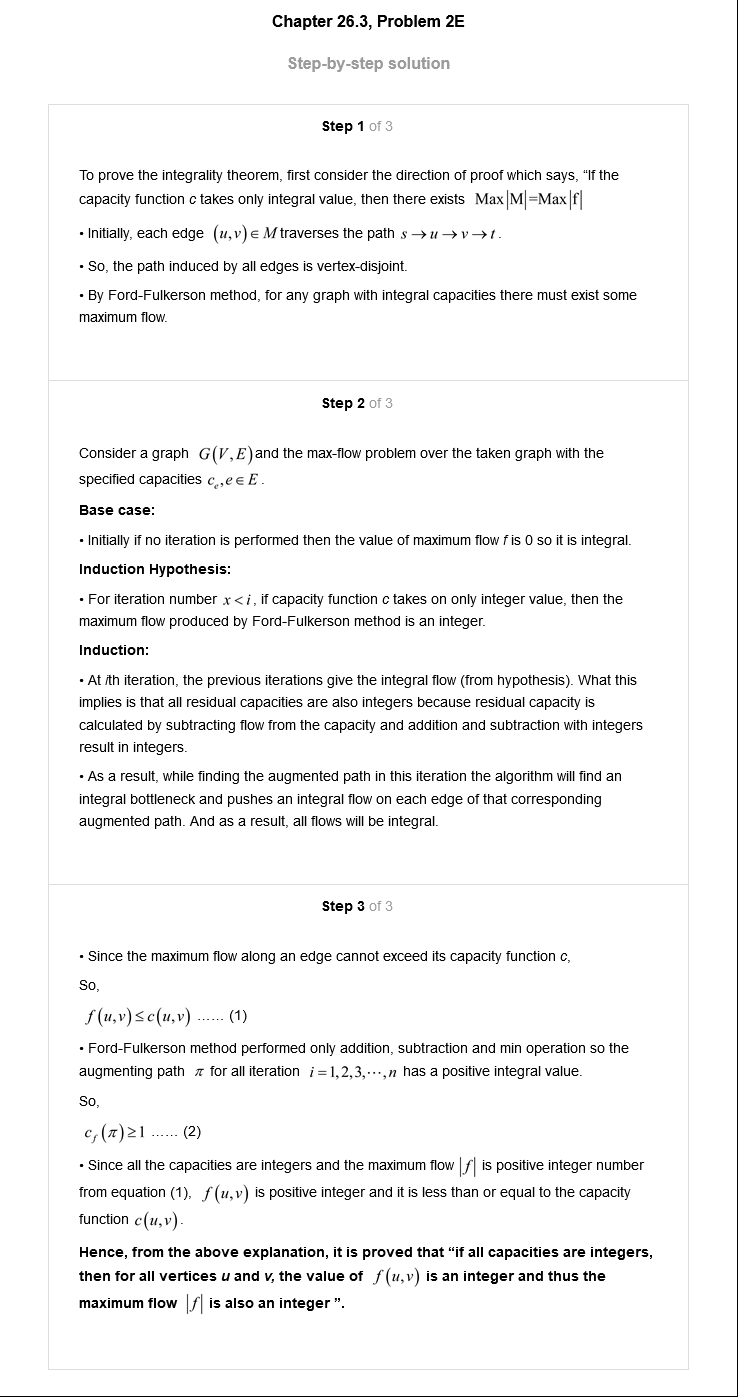 Chapter 26.3, Problem 2E
Step-by-step solution
Step 1 of 3
To prove the integrality theorem, first consider the direction of proof which says, “If the
capacity function c takes only integral value, then there exists Max|M|=Max|f|
• Initially, each edge (u,v)∈M traverses the path s→u→v→t.
• So, the path induced by all edges is vertex-disjoint.
• By Ford-Fulkerson method, for any graph with integral capacities there must exist some
maximum flow.
Step 2 of 3
Consider a graph G(V,E)and the max-flow problem over the taken graph with the
specified capacities cₑ,e∈E.
Base case:
• Initially if no iteration is performed then the value of maximum flow f is 0 so it is integral.
Induction Hypothesis:
• For iteration number x<i, if capacity function c takes on only integer value, then the
maximum flow produced by Ford-Fulkerson method is an integer.
Induction:
• At ith iteration, the previous iterations give the integral flow (from hypothesis). What this
implies is that all residual capacities are also integers because residual capacity is
calculated by subtracting flow from the capacity and addition and subtraction with integers
result in integers.
• As a result, while finding the augmented path in this iteration the algorithm will find an
integral bottleneck and pushes an integral flow on each edge of that corresponding
augmented path. And as a result, all flows will be integral.
Step 3 of 3
• Since the maximum flow along an edge cannot exceed its capacity function c,
So,
f(u,v)≤c(u,v) …… (1)
• Ford-Fulkerson method performed only addition, subtraction and min operation so the
augmenting path π for all iteration i=1,2,3,⋯,n has a positive integral value.
So,
c_f(π)≥1 …… (2)
• Since all the capacities are integers and the maximum flow |f| is positive integer number
from equation (1), f(u,v) is positive integer and it is less than or equal to the capacity
function c(u,v).
Hence, from the above explanation, it is proved that “if all capacities are integers,
then for all vertices u and v, the value of f(u,v) is an integer and thus the
maximum flow |f| is also an integer ”.